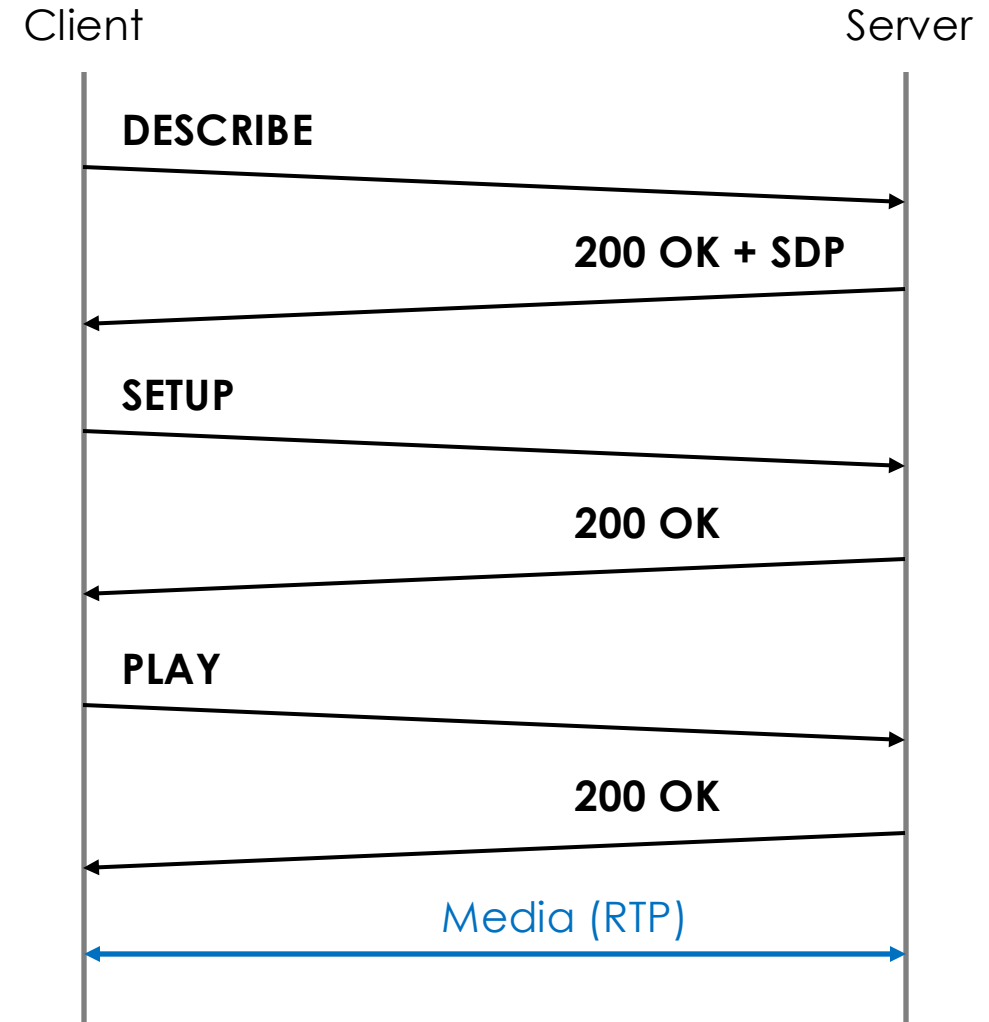 Client
Server
DESCRIBE
200 OK + SDP
SETUP
200 OK
PLAY
200 OK
Media (RTP)